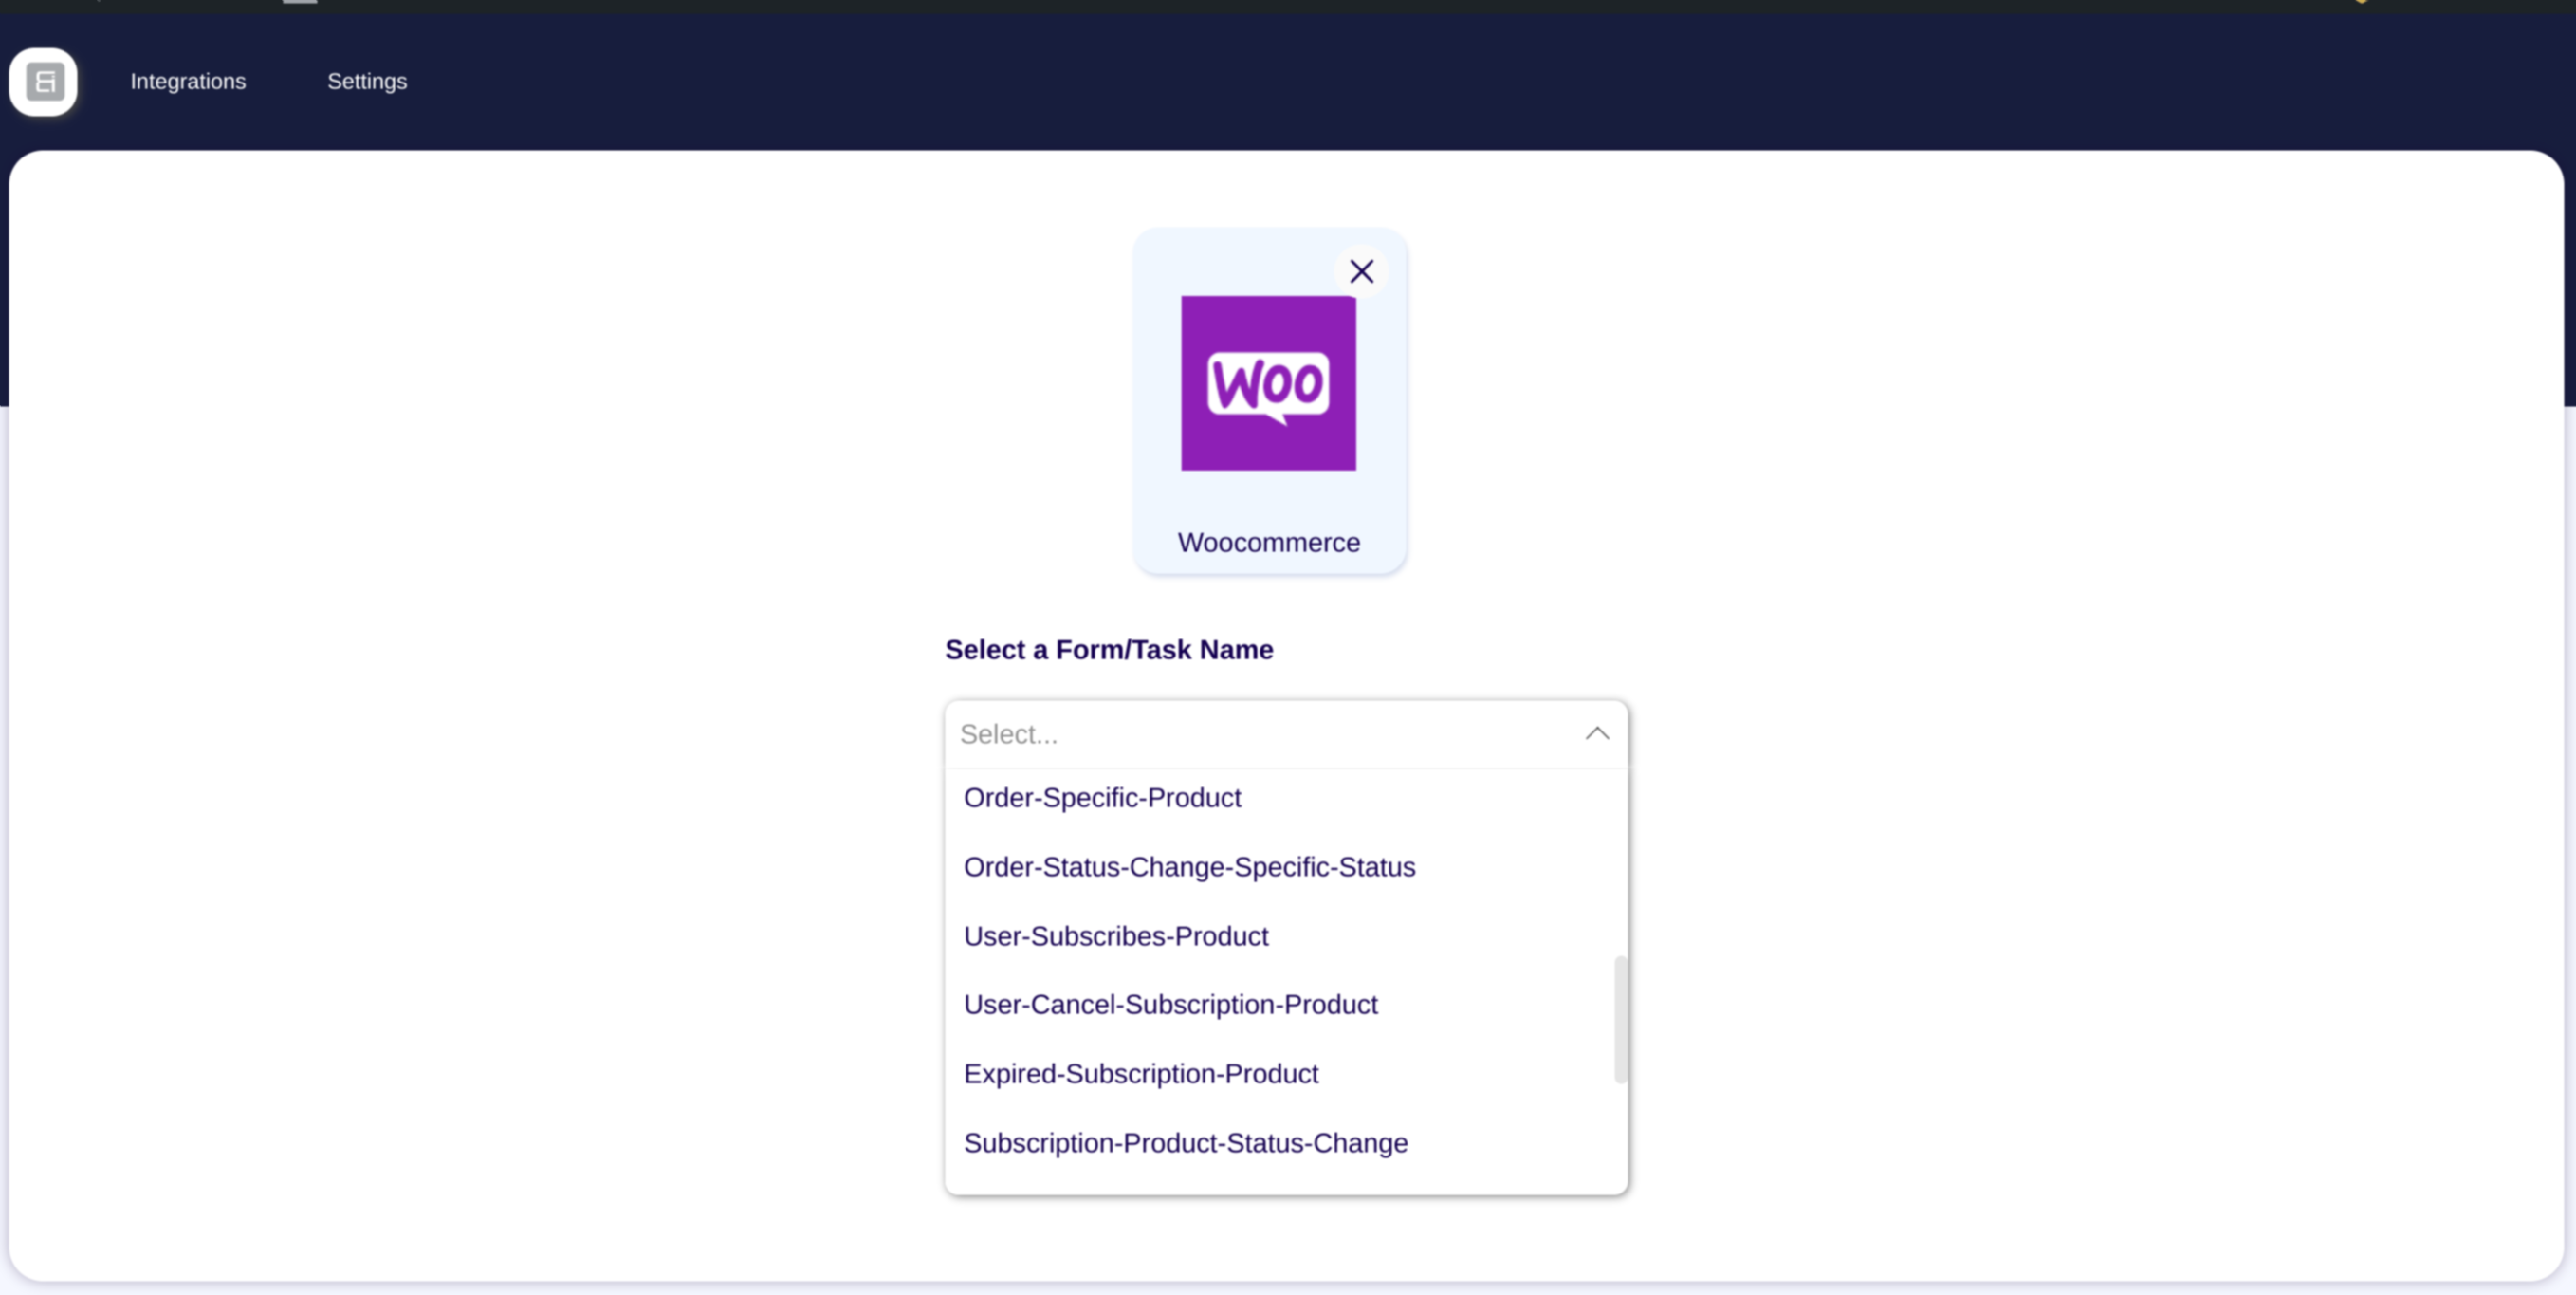 Integrations
Settings
Woo
Woocommerce
Select a Form/Task Name
Select...
Order-Specific-Product
Order-Status-Change-Specific-Status
User-Subscribes-Product
User-Cancel-Subscription-Product
Expired-Subscription-Product
Subscription-Product-Status-Change